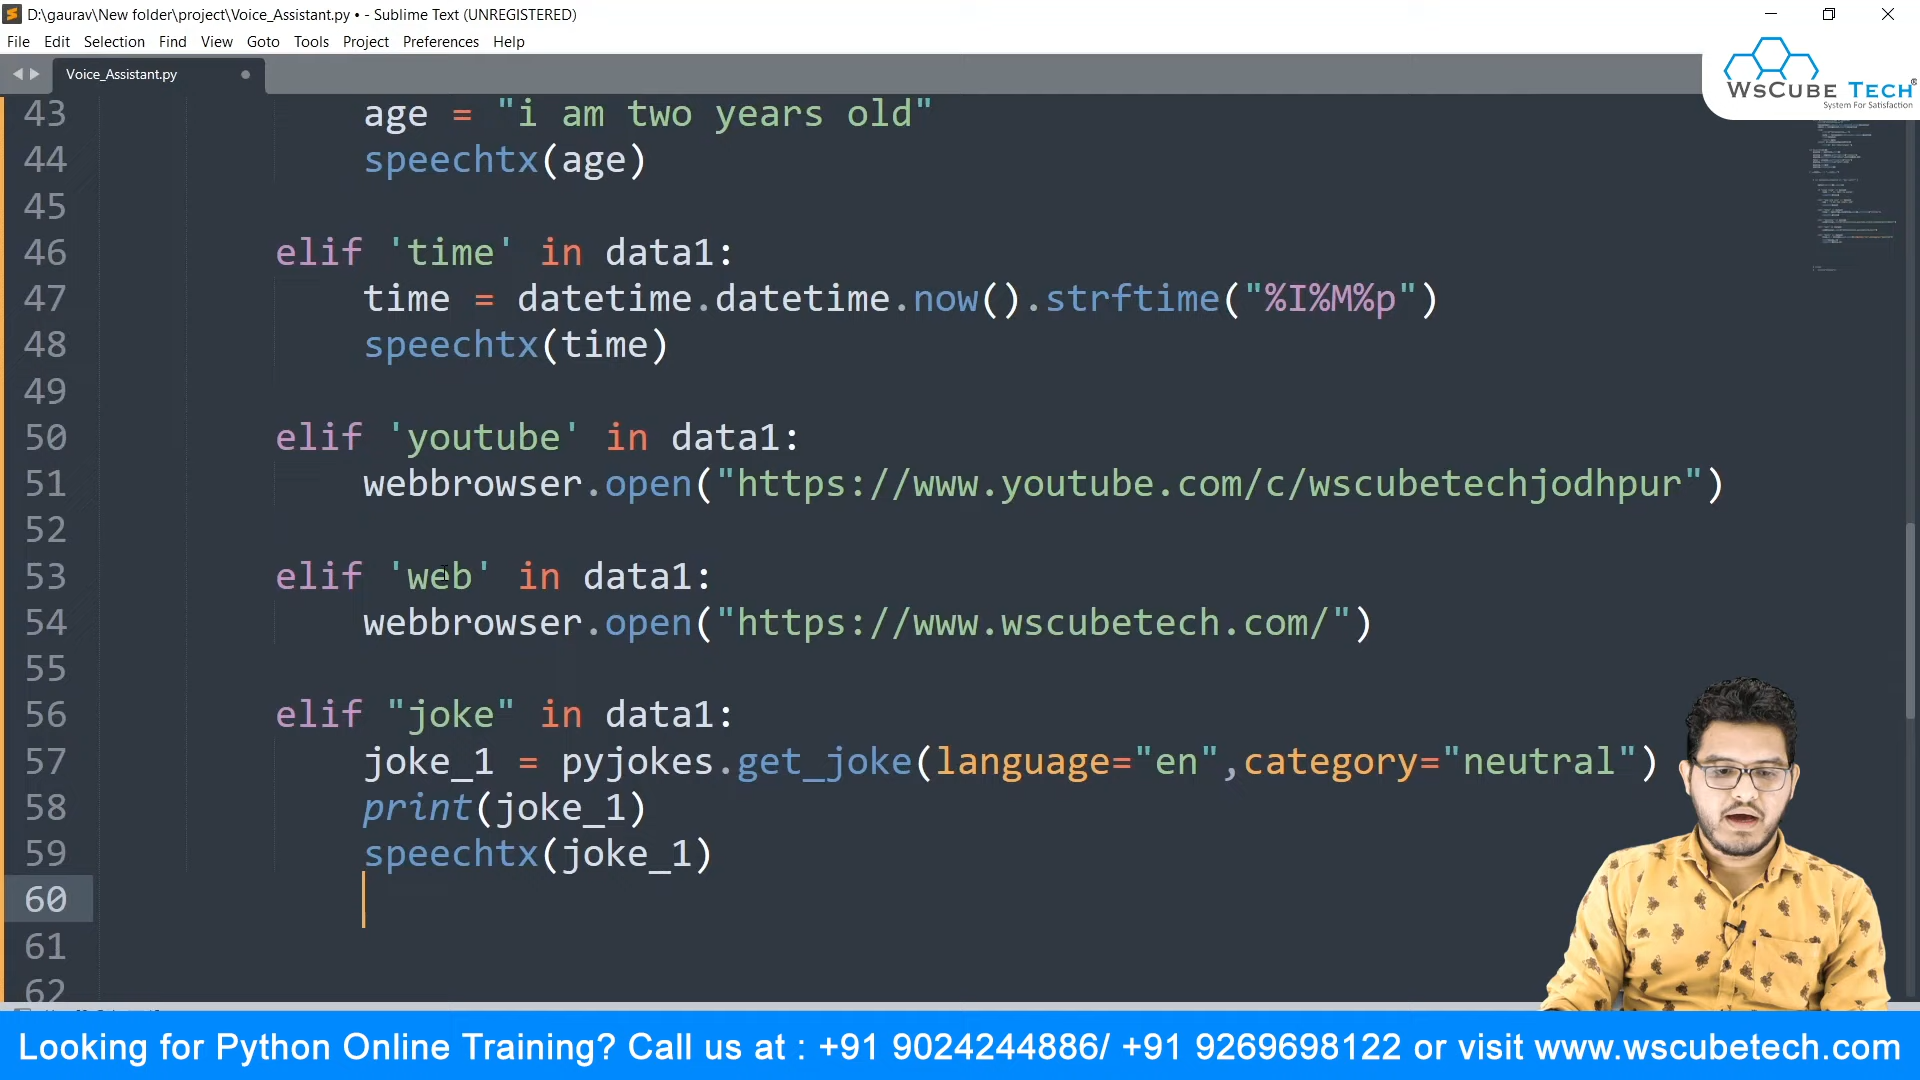 D:\gaurav\New folder\project\Voice_Assistant.py • - Sublime Text (UNREGISTERED)
File Edit Selection Find View Goto Tools Project Preferences Help
Voice_Assistant.py
WsCube Tech®
System For Satisfaction
43 age = "i am two years old"
44 speechtx(age)
45
46 elif 'time' in data1:
47 time = datetime.datetime.now().strftime("%I%M%p")
48 speechtx(time)
49
50 elif 'youtube' in data1:
51 webbrowser.open("https://www.youtube.com/c/wscubetechjodhpur")
52
53 elif 'web' in data1:
54 webbrowser.open("https://www.wscubetech.com/")
55
56 elif "joke" in data1:
57 joke_1 = pyjokes.get_joke(language="en",category="neutral")
58 print(joke_1)
59 speechtx(joke_1)
60
61
62
Looking for Python Online Training? Call us at : +91 9024244886/ +91 9269698122 or visit www.wscubetech.com